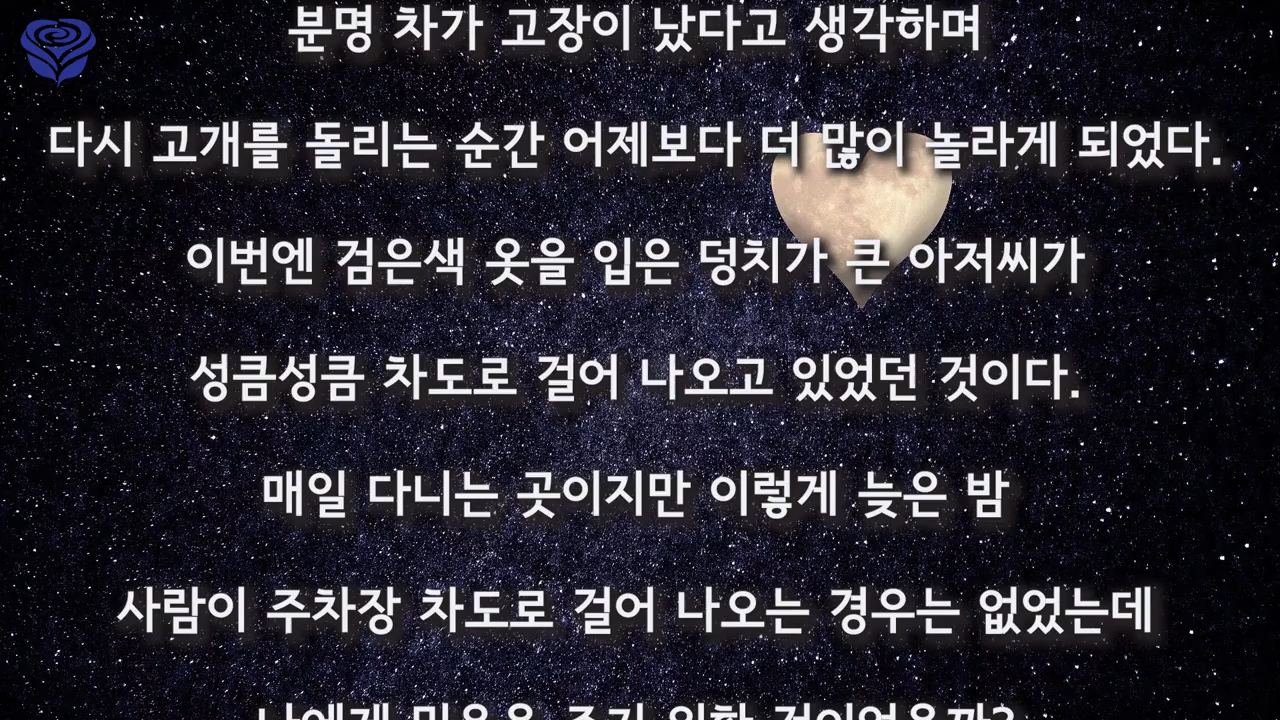 분명 차가 고장이 났다고 생각하며
다시 고개를 돌리는 순간 어제보다 더 많이 놀라게 되었다.
이번엔 검은색 옷을 입은 덩치가 큰 아저씨가
성큼성큼 차도로 걸어 나오고 있었던 것이다.
매일 다니는 곳이지만 이렇게 늦은 밤
사람이 주차장 차도로 걸어 나오는 경우는 없었는데